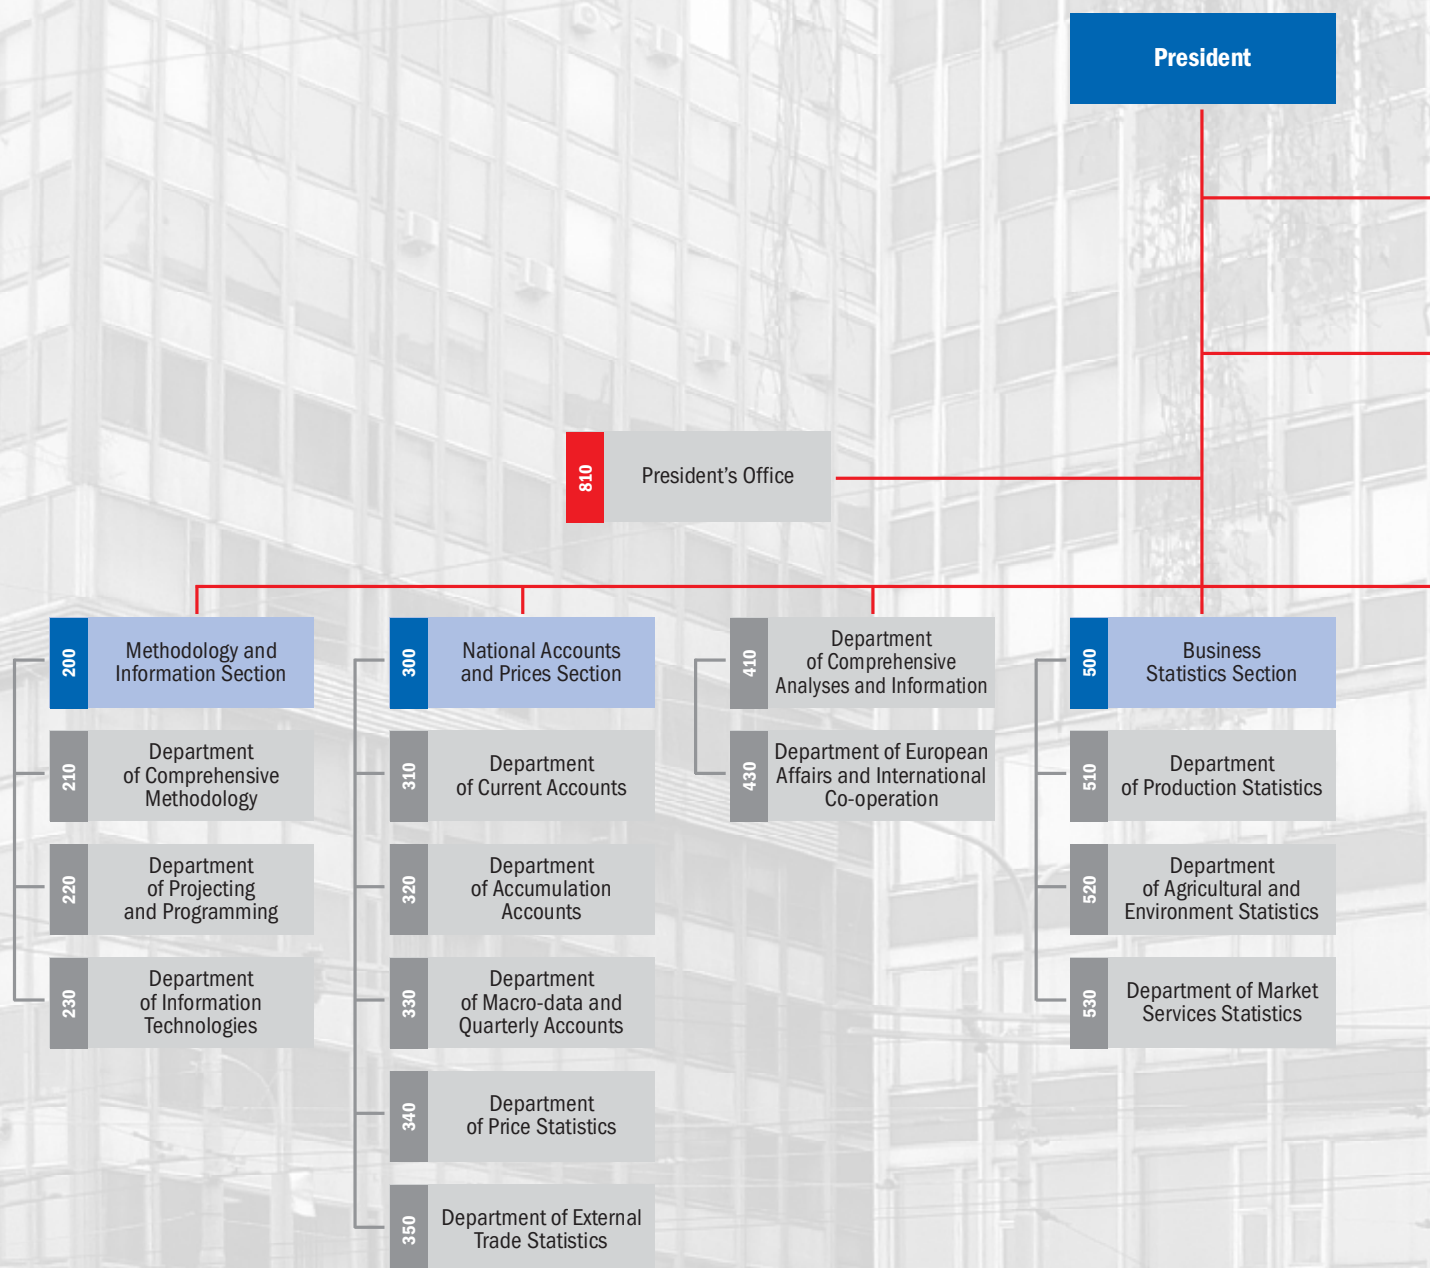 President
810
President's Office
200
Methodology and
Information Section
210
Department
of Comprehensive
Methodology
220
Department
of Projecting
and Programming
230
Department
of Information
Technologies
300
National Accounts
and Prices Section
310
Department
of Current Accounts
320
Department
of Accumulation
Accounts
330
Department
of Macro-data and
Quarterly Accounts
340
Department
of Price Statistics
350
Department of External
Trade Statistics
410
Department
of Comprehensive
Analyses and Information
430
Department of European
Affairs and International
Co-operation
500
Business
Statistics Section
510
Department
of Production Statistics
520
Department
of Agricultural and
Environment Statistics
530
Department of Market
Services Statistics